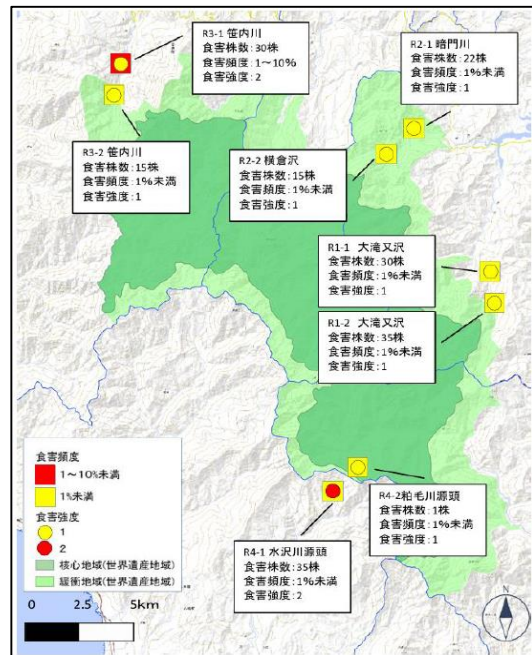 R3-1 笹内川
食害株数:30株
食害頻度:1～10%
食害強度:2
R2-1 暗門川
食害株数:22株
食害頻度:1%未満
食害強度:1
R3-2 笹内川
食害株数:15株
食害頻度:1%未満
食害強度:1
R2-2 横倉沢
食害株数:15株
食害頻度:1%未満
食害強度:1
R1-1 大滝又沢
食害株数:30株
食害頻度:1%未満
食害強度:1
R1-2 大滝又沢
食害株数:35株
食害頻度:1%未満
食害強度:1
R4-2粕毛川源頭
食害株数:1株
食害頻度:1%未満
食害強度:1
R4-1 水沢川源頭
食害株数:35株
食害頻度:1%未満
食害強度:2
食害頻度
1～10%未満
1%未満
食害強度
1
2
核心地域(世界遺産地域)
緩衝地域(世界遺産地域)
0 2.5 5km
N